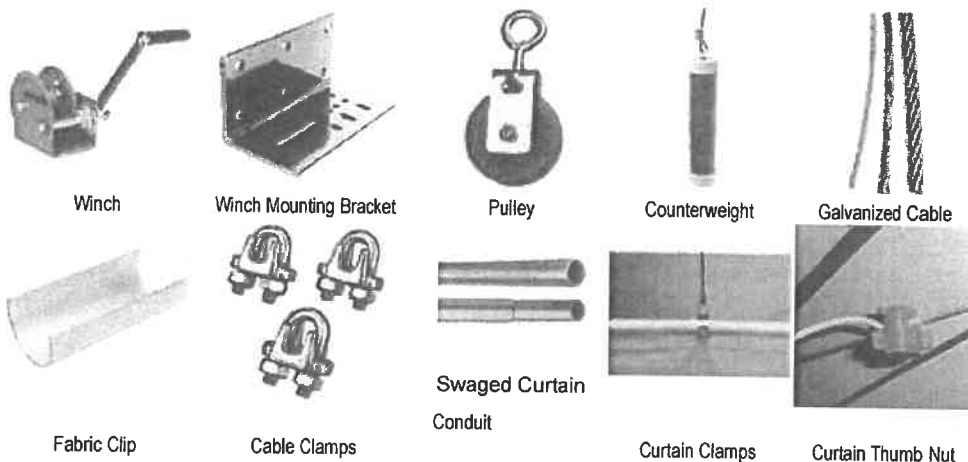 Winch
Winch Mounting Bracket
Pulley
Counterweight
Galvanized Cable
Fabric Clip
Cable Clamps
Swaged Curtain
Conduit
Curtain Clamps
Curtain Thumb Nut